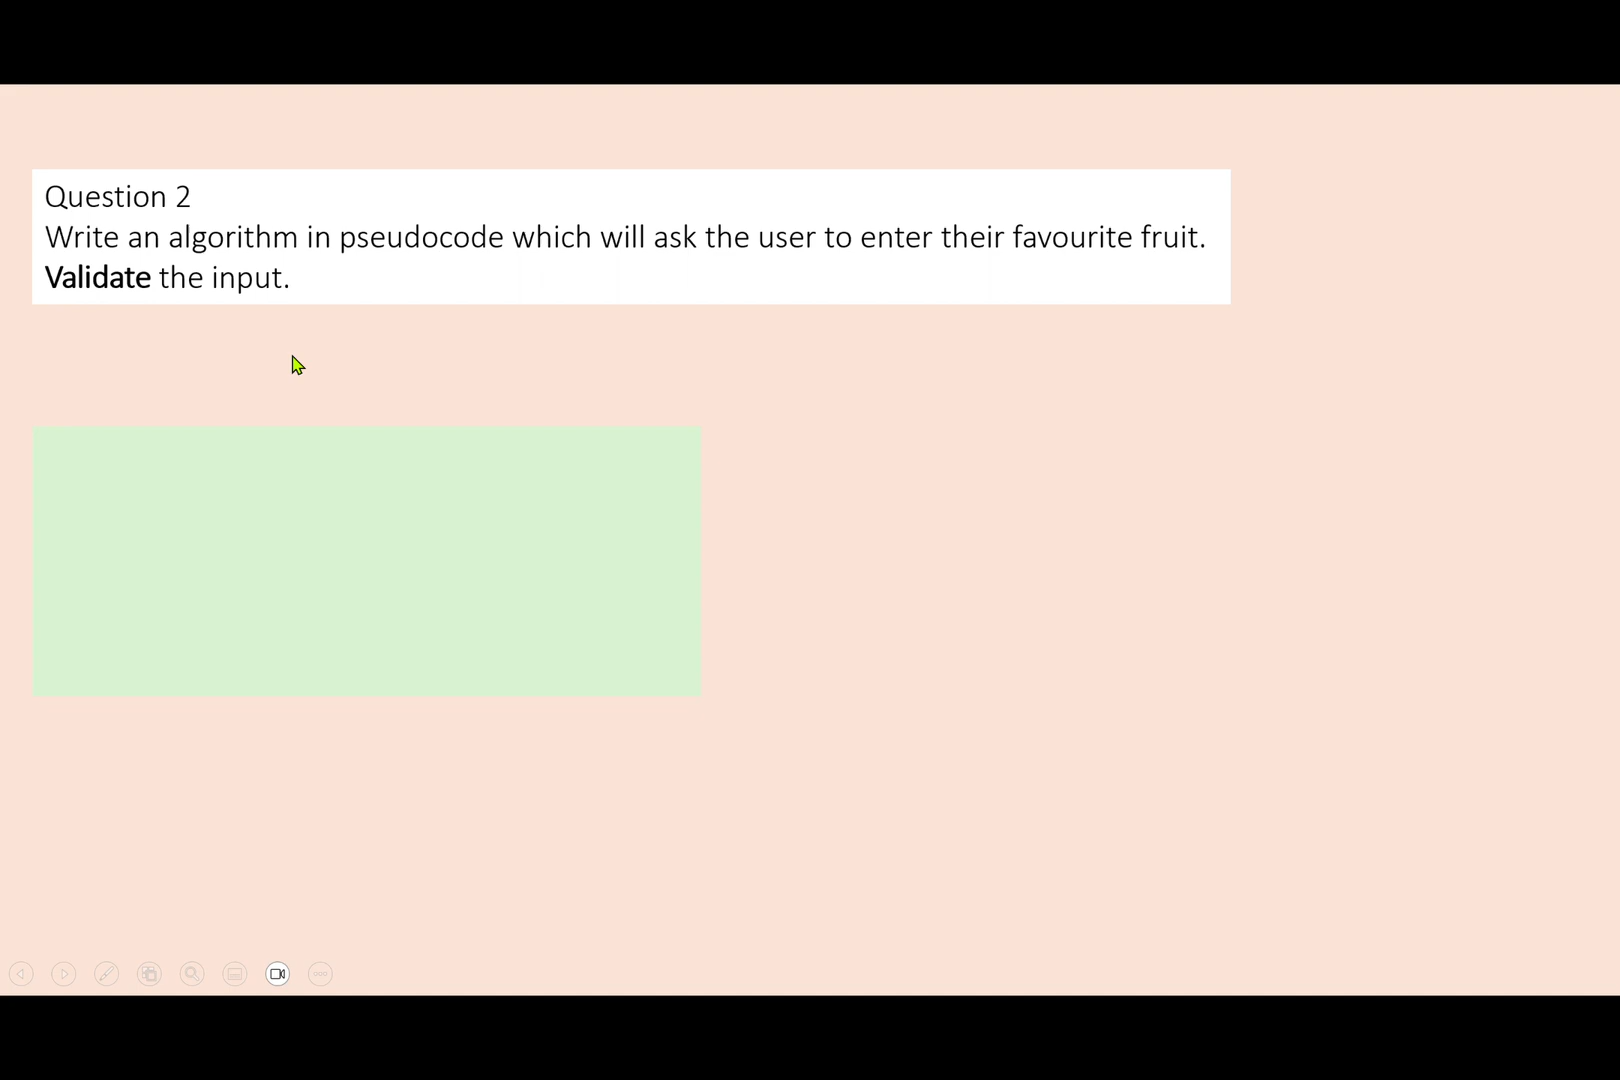 Question 2
Write an algorithm in pseudocode which will ask the user to enter their favourite fruit.
Validate the input.